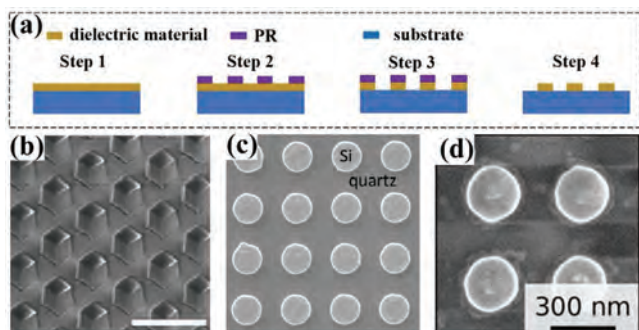 (a)
dielectric material PR substrate
Step 1 Step 2 Step 3 Step 4
(b) (c) (d)
Si
quartz
300 nm